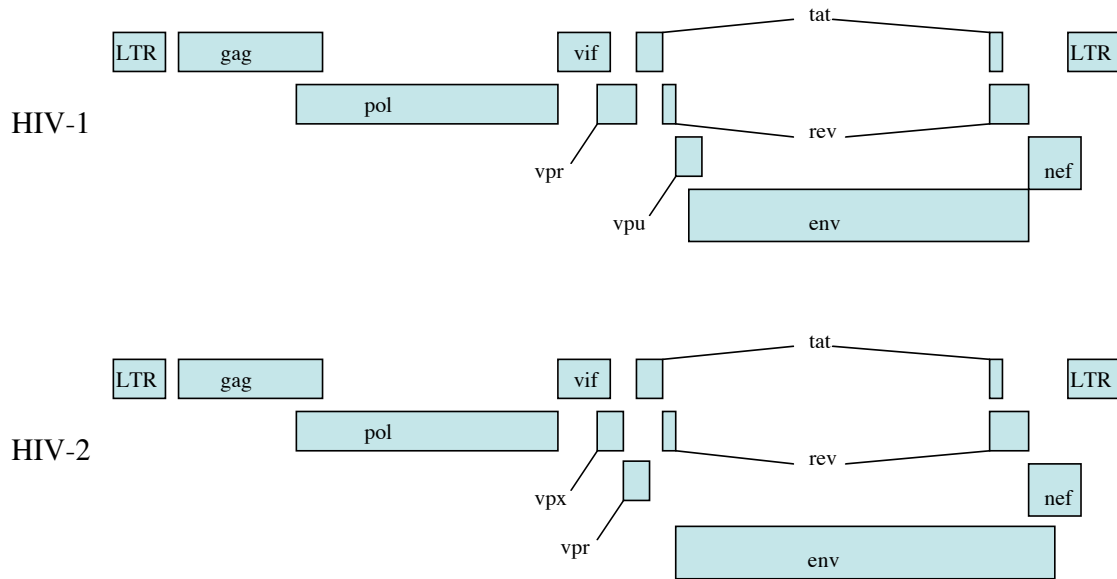 tat
LTR gag vif LTR
pol
HIV-1
rev
vpr nef
vpu env
tat
LTR gag vif LTR
pol
HIV-2
rev
vpx nef
vpr
env